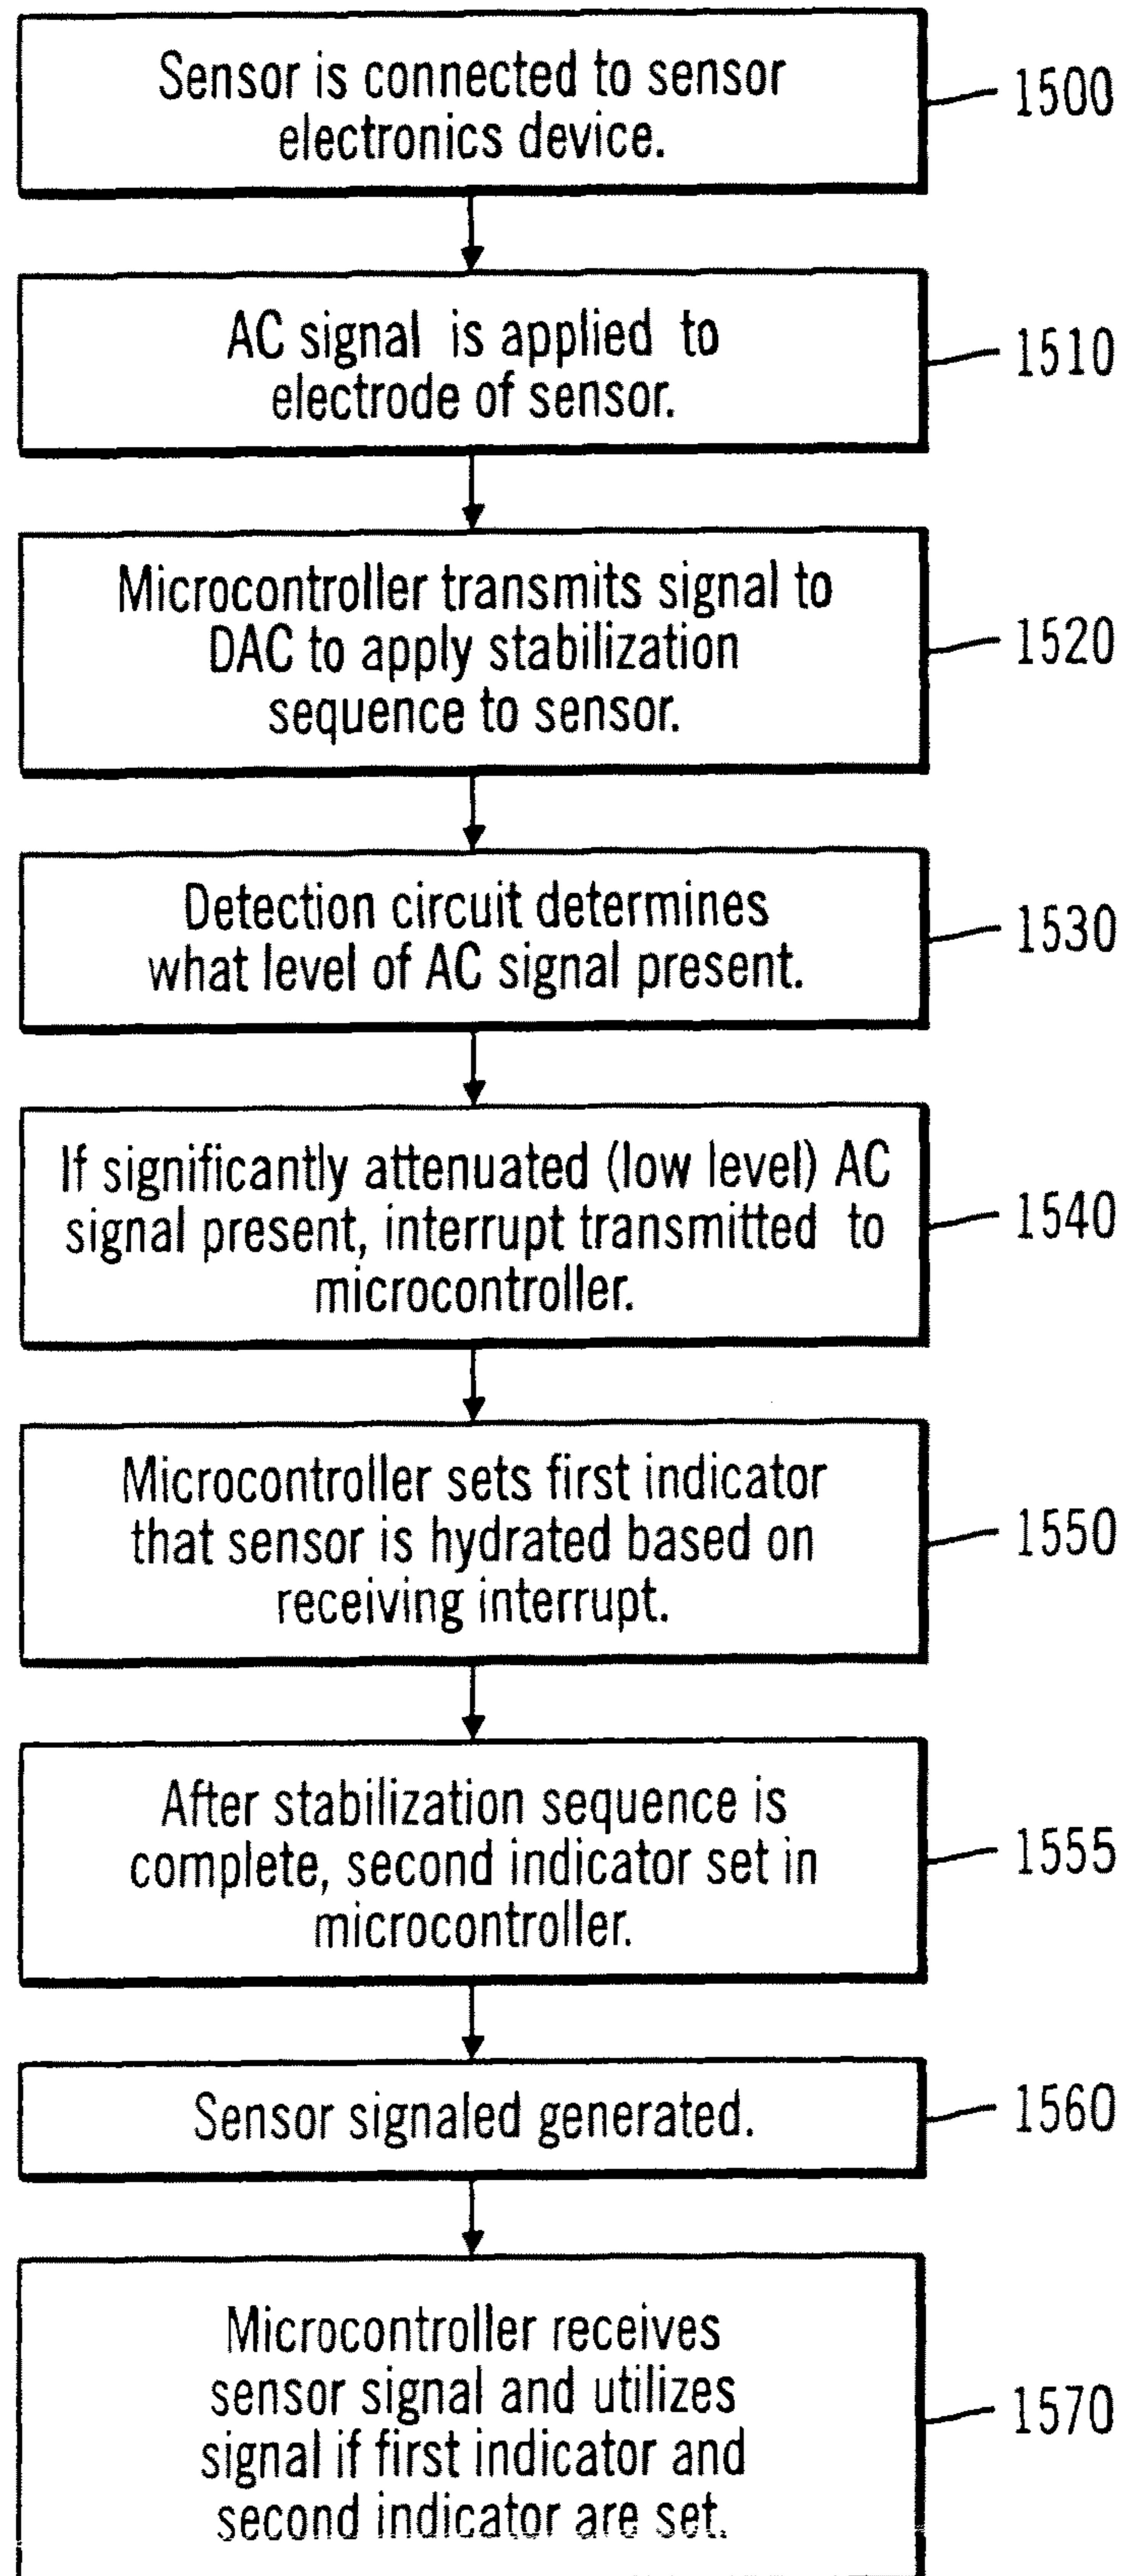 Sensor is connected to sensor
electronics device.
1500
AC signal is applied to
electrode of sensor.
1510
Microcontroller transmits signal to
DAC to apply stabilization
sequence to sensor.
1520
Detection circuit determines
what level of AC signal present.
1530
If significantly attenuated (low level) AC
signal present, interrupt transmitted to
microcontroller.
1540
Microcontroller sets first indicator
that sensor is hydrated based on
receiving interrupt.
1550
After stabilization sequence is
complete, second indicator set in
microcontroller.
1555
Sensor signaled generated.
1560
Microcontroller receives
sensor signal and utilizes
signal if first indicator and
second indicator are set.
1570